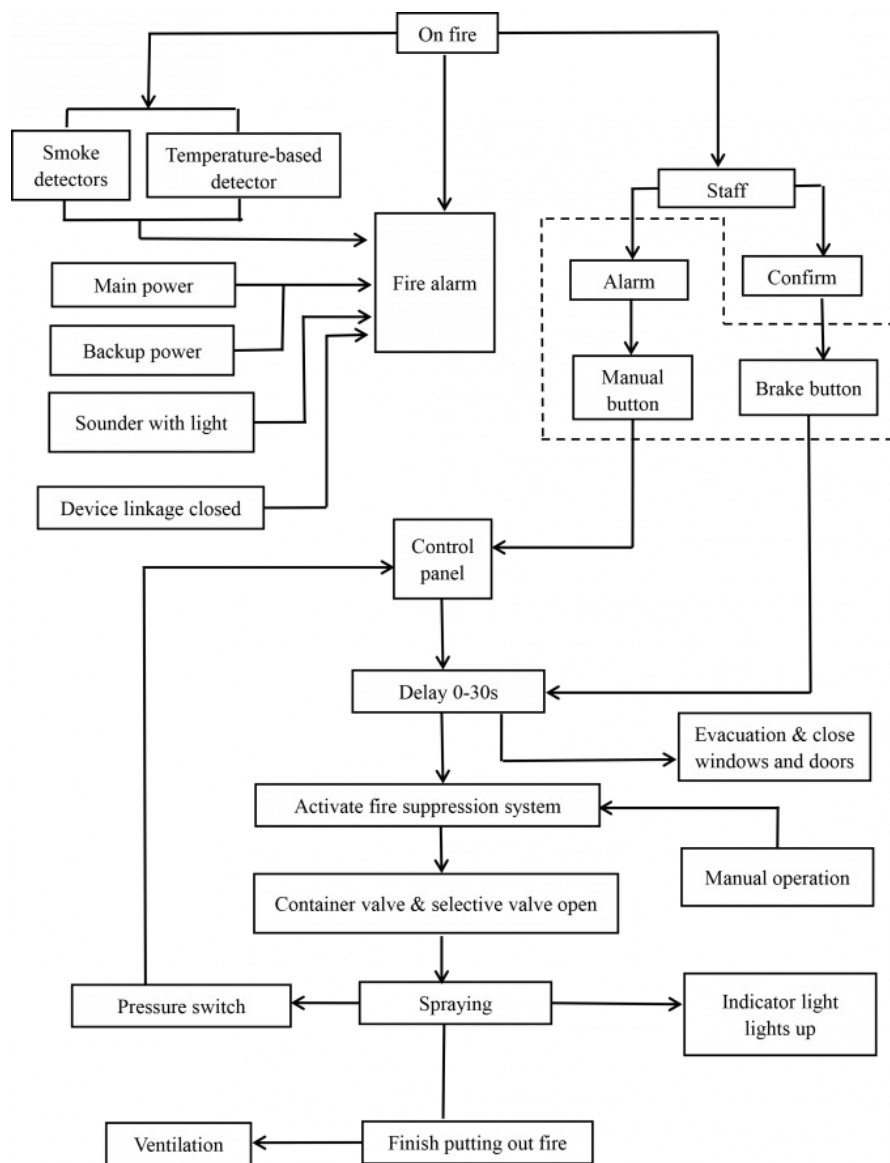 On fire
Smoke
detectors
Temperature-based
detector
Staff
Main power
Fire alarm
Alarm
Confirm
Backup power
Manual
button
Brake button
Sounder with light
Device linkage closed
Control
panel
Delay 0-30s
Evacuation & close
windows and doors
Activate fire suppression system
Manual operation
Container valve & selective valve open
Pressure switch
Spraying
Indicator light
lights up
Ventilation
Finish putting out fire